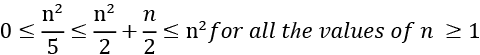 0 ≤ n²/5 ≤ n²/2 + n/2 ≤ n² for all the values of n ≥ 1